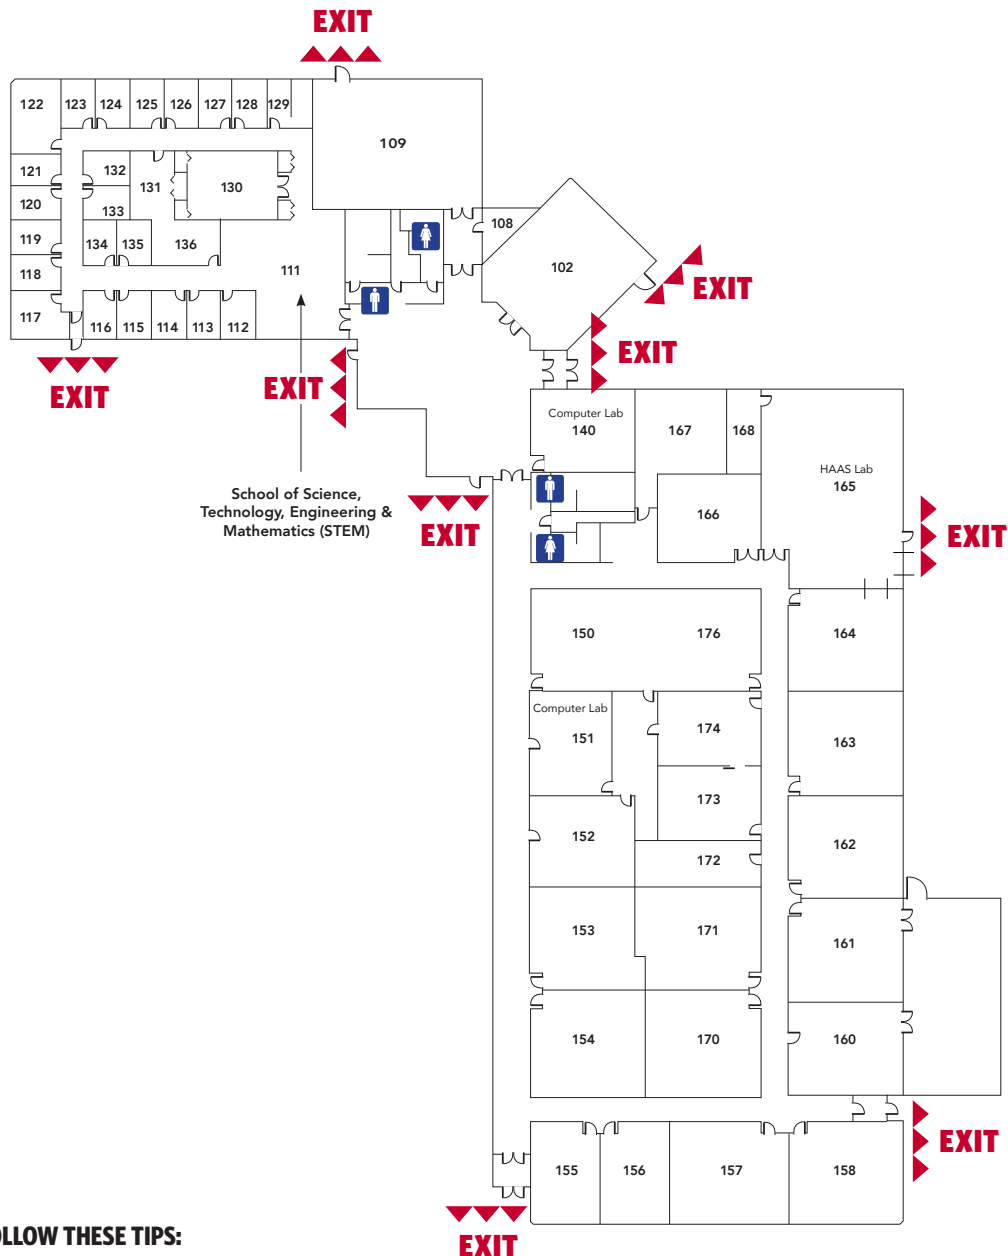 EXIT
122 123 124 125 126 127 128 129
109
121 132
131 130
120
133
108
119 134 135 136
111
102
118
EXIT
117 116 115 114 113 112
EXIT
EXIT
EXIT
Computer Lab
140 167 168
HAAS Lab
165
School of Science,
Technology, Engineering &
Mathematics (STEM)
166
EXIT
EXIT
150 176 164
Computer Lab
151 174 163
173
152 162
172
153 171 161
154 170 160
EXIT
155 156 157 158
OLLOW THESE TIPS:
EXIT